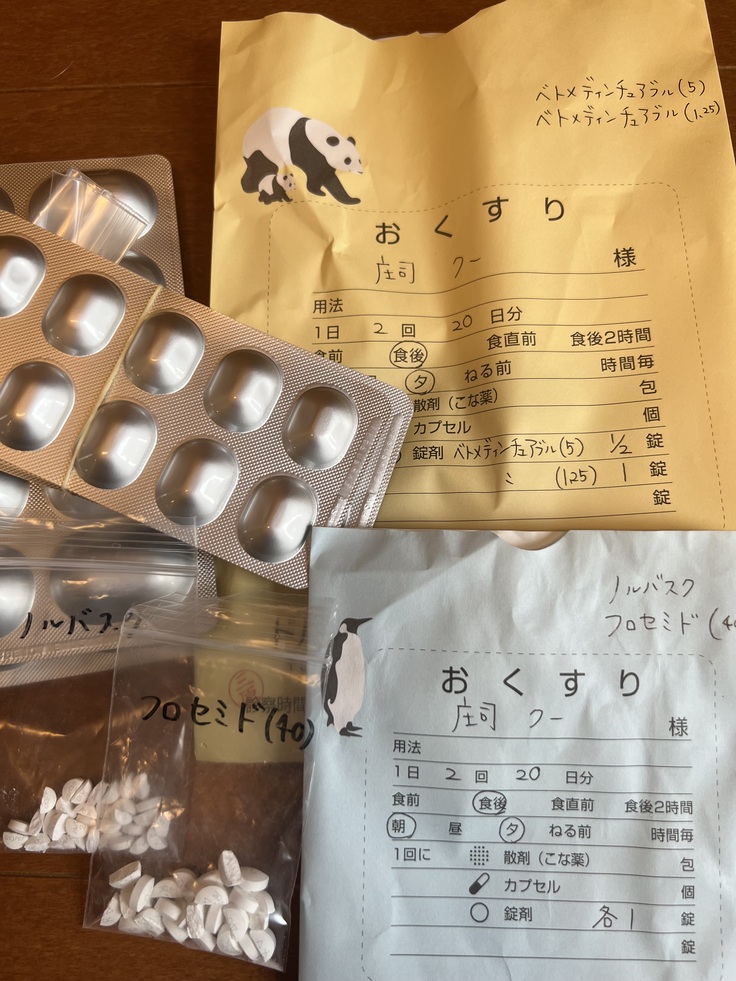 ベトメディンチュアブル(5)
ベトメディンチュアブル(1.25)
おくすり
庄司 クー 様
用法
1日 2 回 20 日分
食前 食後 食直前 食後2時間
夕 ねる前 時間毎
散剤（こな薬） 包
カプセル 個
錠剤 ベトメディンチュアブル(5) 1/2 錠
〃 (1.25) 1 錠
錠
ノルバスク
フロセミド(40
おくすり
庄司 クー 様
用法
1日 2 回 20 日分
食前 食後 食直前 食後2時間
朝 昼 夕 ねる前 時間毎
1回に 散剤（こな薬） 包
カプセル 個
錠剤 各1 錠
錠
ノルバスク
フロセミド(40)
察時間